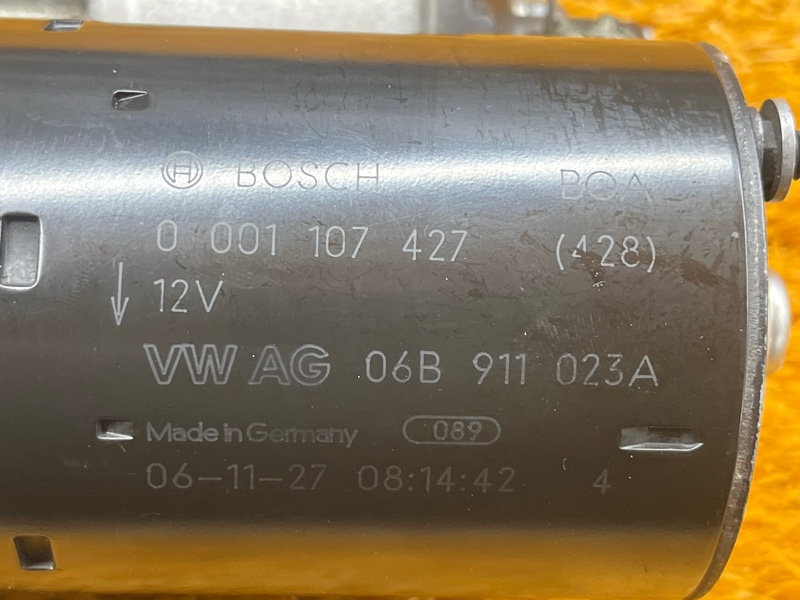 BOSCH BOA
0 001 107 427 (428)
12V
VW AG 06B 911 023A
Made in Germany 089
06-11-27 08:14:42 4